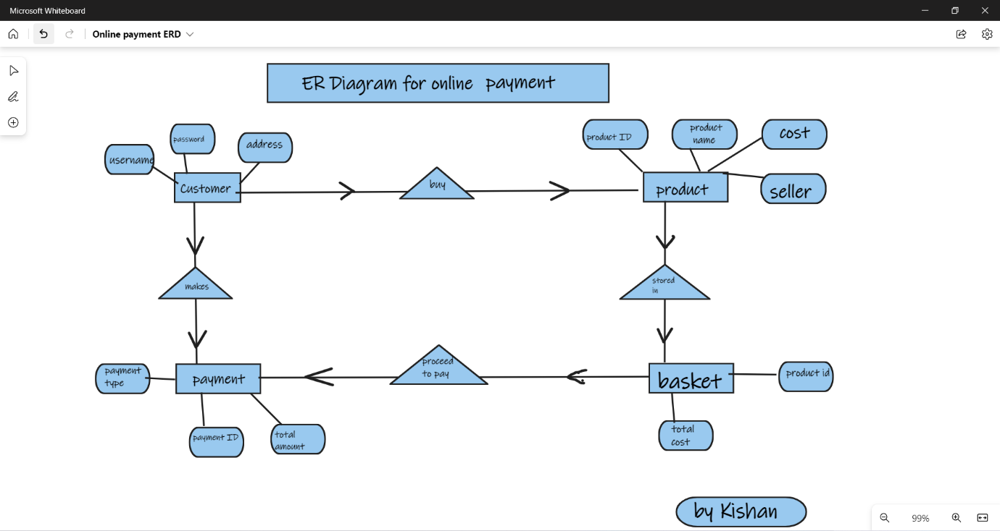 Microsoft Whiteboard
Online payment ERD
ER Diagram for online payment
username
password
address
Customer
buy
product ID
product
name
cost
seller
product
makes
stored
in
payment
type
payment
payment ID
total
amount
proceed
to pay
basket
product id
total
cost
by Kishan
99%